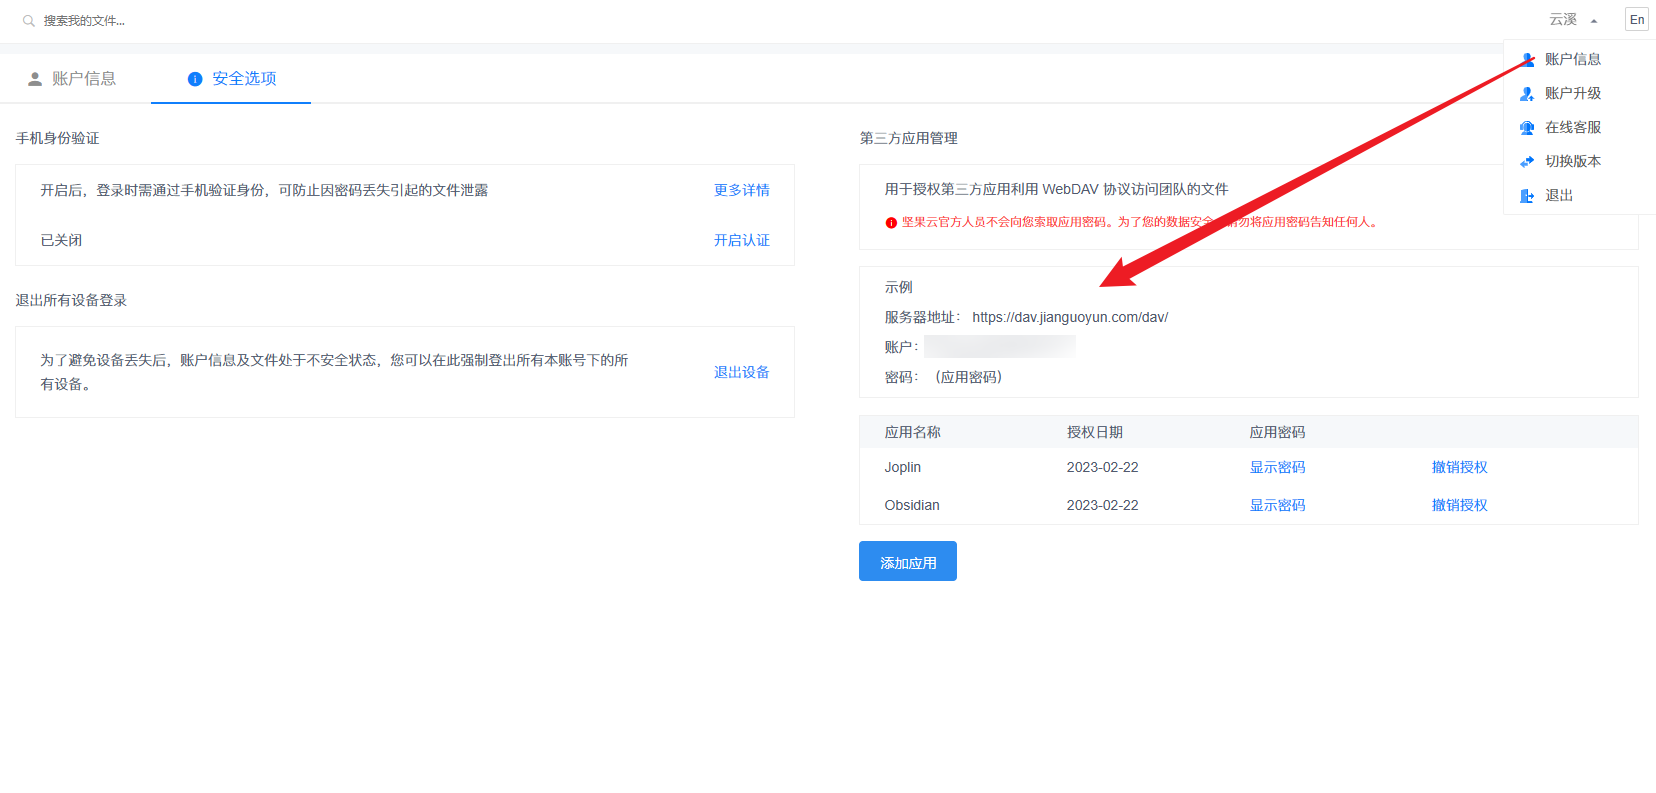 搜索我的文件...
云溪
En
账户信息
账户升级
在线客服
切换版本
退出
账户信息
安全选项
手机身份验证
开启后，登录时需通过手机验证身份，可防止因密码丢失引起的文件泄露
更多详情
已关闭
开启认证
退出所有设备登录
为了避免设备丢失后，账户信息及文件处于不安全状态，您可以在此强制登出所有本账号下的所
有设备。
退出设备
第三方应用管理
用于授权第三方应用利用 WebDAV 协议访问团队的文件
坚果云官方人员不会向您索取应用密码。为了您的数据安全 请勿将应用密码告知任何人。
示例
服务器地址： https://dav.jianguoyun.com/dav/
账户：
密码： （应用密码）
应用名称 授权日期 应用密码
Joplin 2023-02-22 显示密码 撤销授权
Obsidian 2023-02-22 显示密码 撤销授权
添加应用